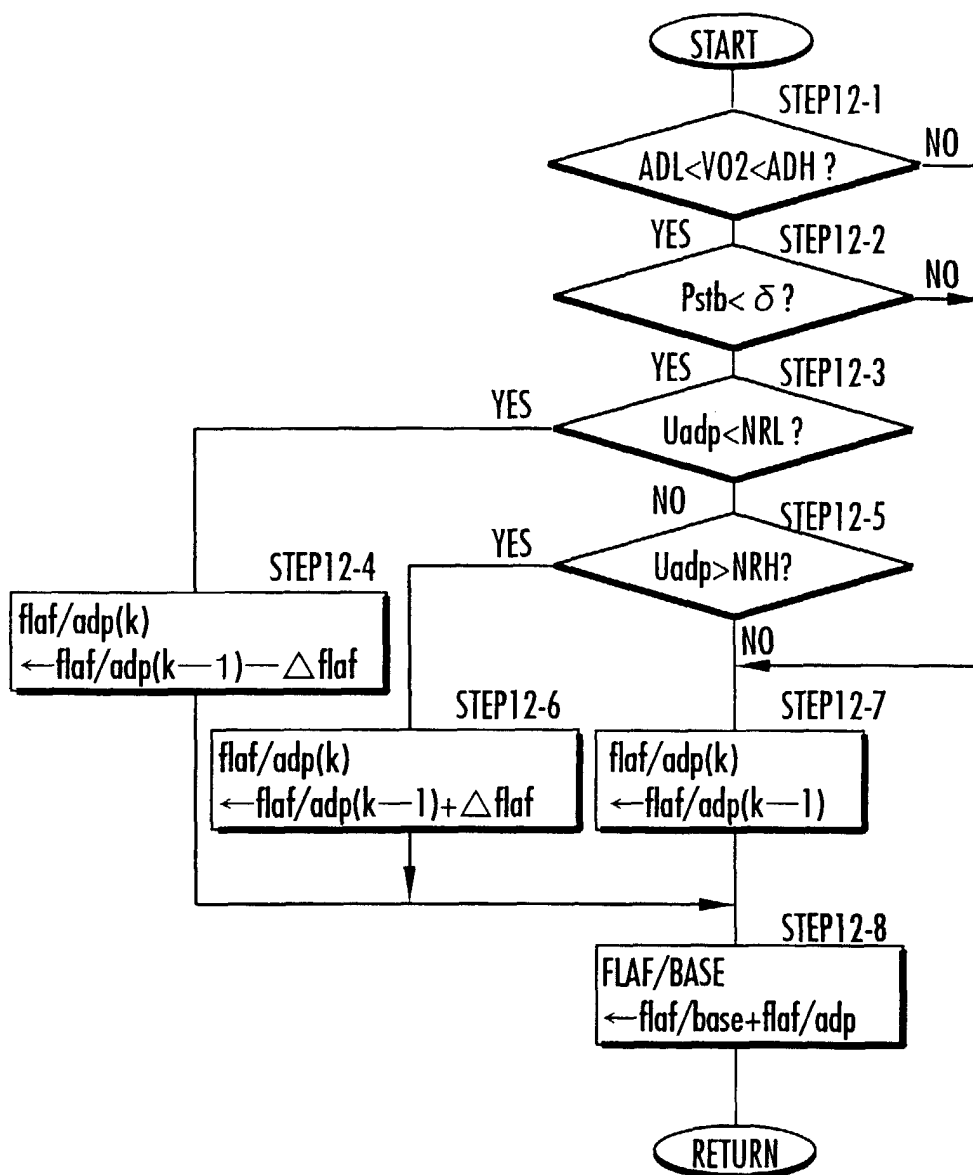 START
STEP12-1
ADL<VO2<ADH ?
NO
YES
STEP12-2
Pstb< δ ?
NO
YES
STEP12-3
YES
Uadp<NRL ?
NO
STEP12-5
YES
Uadp>NRH?
NO
STEP12-4
flaf/adp(k)
←flaf/adp(k—1)—△flaf
STEP12-6
flaf/adp(k)
←flaf/adp(k—1)+△flaf
STEP12-7
flaf/adp(k)
←flaf/adp(k—1)
STEP12-8
FLAF/BASE
←flaf/base+flaf/adp
RETURN